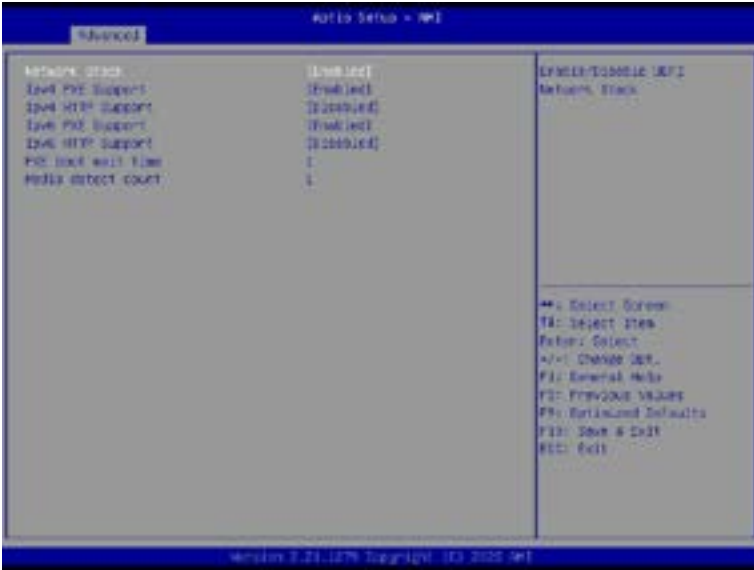 Aptio Setup - AMI
Advanced
Network Stack [Enabled]
Ipv4 PXE Support [Enabled]
Ipv4 HTTP Support [Disabled]
Ipv6 PXE Support [Enabled]
Ipv6 HTTP Support [Disabled]
PXE boot wait time
Media detect count 1
Enable/Disable UEFI
Network Stack
: Select Screen
: Select Item
Enter: Select
+/-: Change Opt.
F1: General Help
F2: Previous Values
F9: Optimized Defaults
F10: Save & Exit
ESC: Exit
Version Copyright (C) AMI